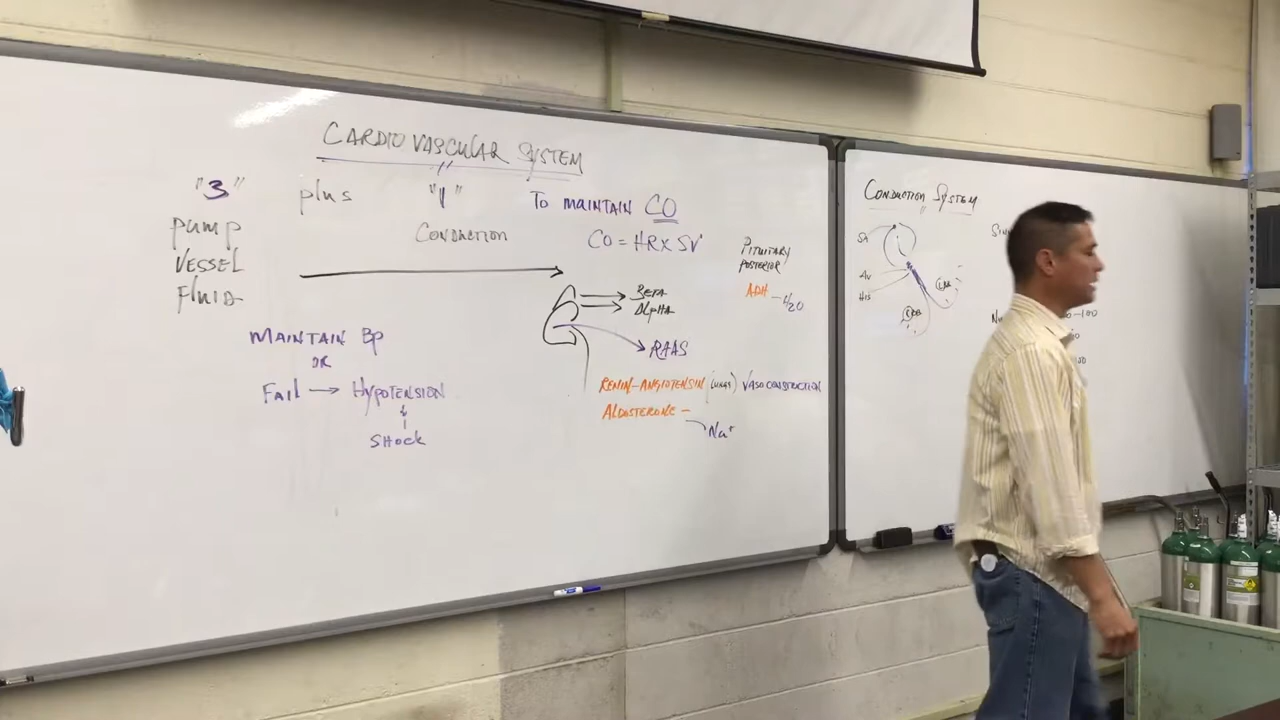 CARDIOVASCULAR SYSTEM
"3" plus "1" TO MAINTAIN CO
PUMP CONDUCTION CO = HR x SV
VESSEL
FLUID
MAINTAIN BP
OR
FAIL → HYPOTENSION
SHOCK
BETA
ALPHA
RAAS
RENIN-ANGIOTENSIN (LUNGS) VASOCONSTRICTION
ALDOSTERONE –
Na+
PITUITARY
POSTERIOR
ADH – H2O
CONDUCTION SYSTEM
SA
AV
HIS
LBB
RBB